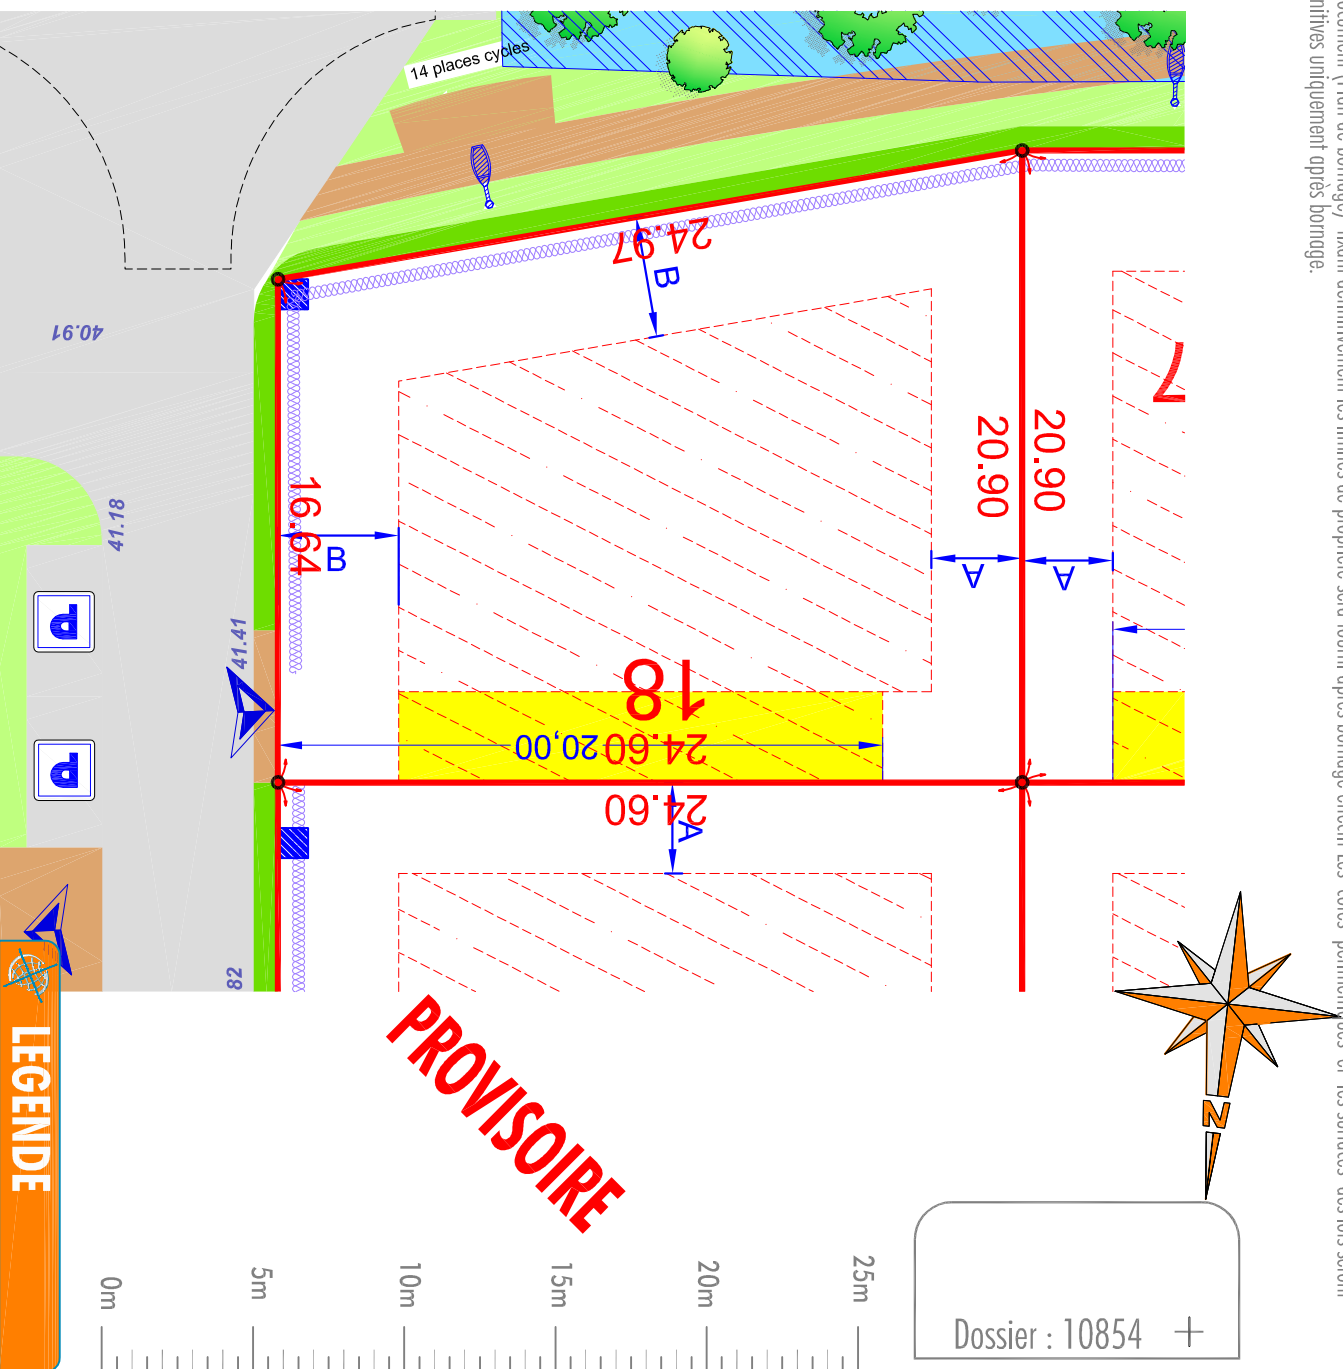 14 places cycles
24.97
B
40.91
16.64
B
20.90
20.90
A
A
7
41.18
P
P
41.41
18
24.60
20,00
24.60
A
82
LEGENDE
PROVISOIRE
N
0m
5m
10m
15m
20m
25m
Dossier : 10854
nitives uniquement après bornage.